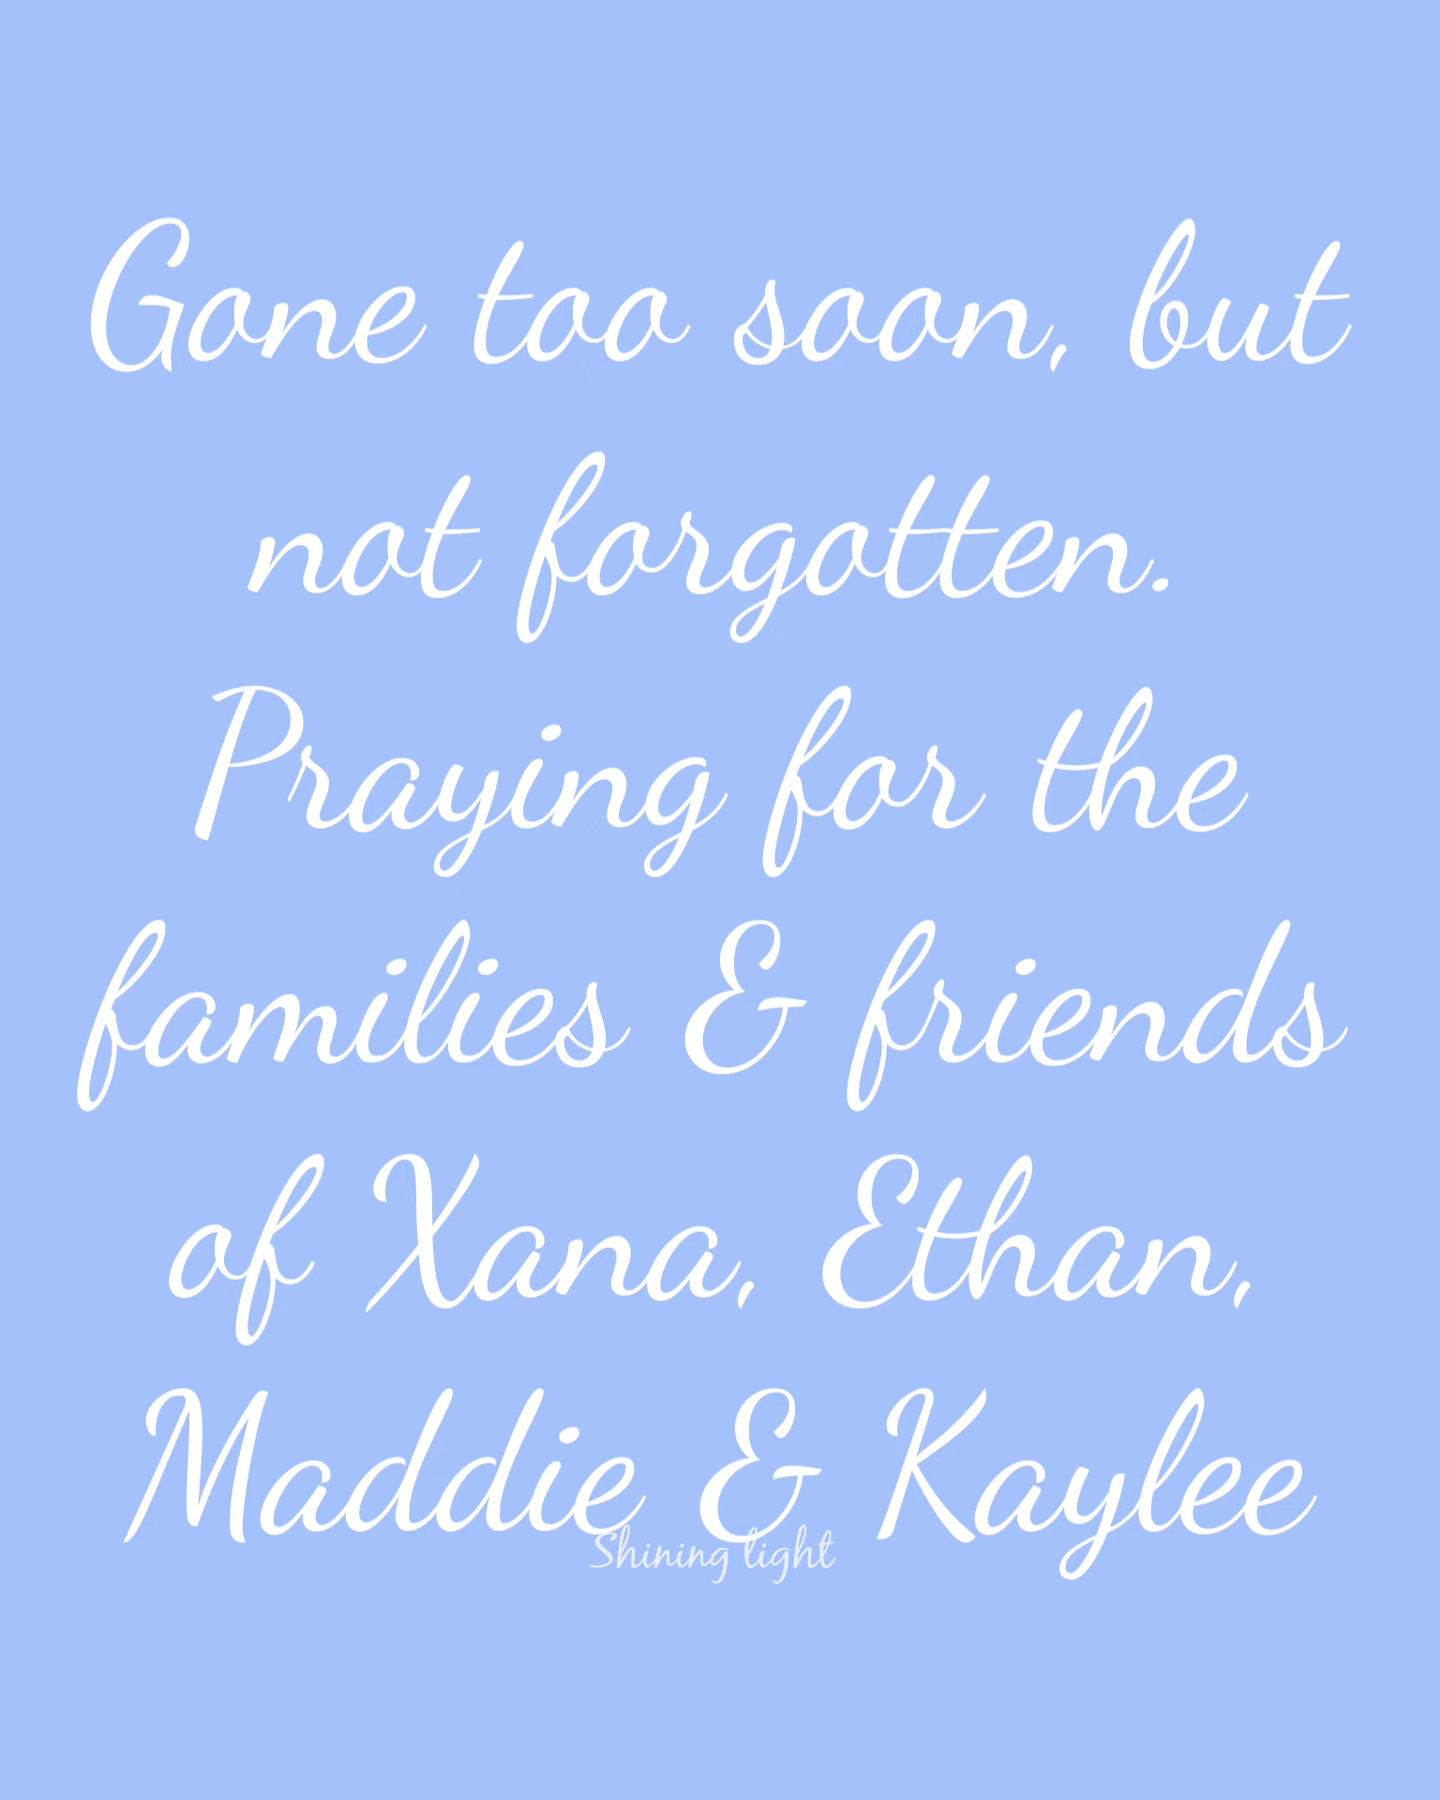 Gone too soon, but
not forgotten.
Praying for the
families & friends
of Xana, Ethan,
Maddie & Kaylee
Shining light